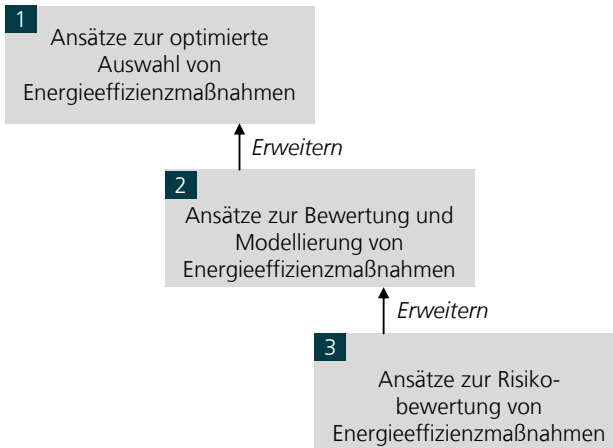 1
Ansätze zur optimierte
Auswahl von
Energieeffizienzmaßnahmen
Erweitern
2
Ansätze zur Bewertung und
Modellierung von
Energieeffizienzmaßnahmen
Erweitern
3
Ansätze zur Risiko-
bewertung von
Energieeffizienzmaßnahmen